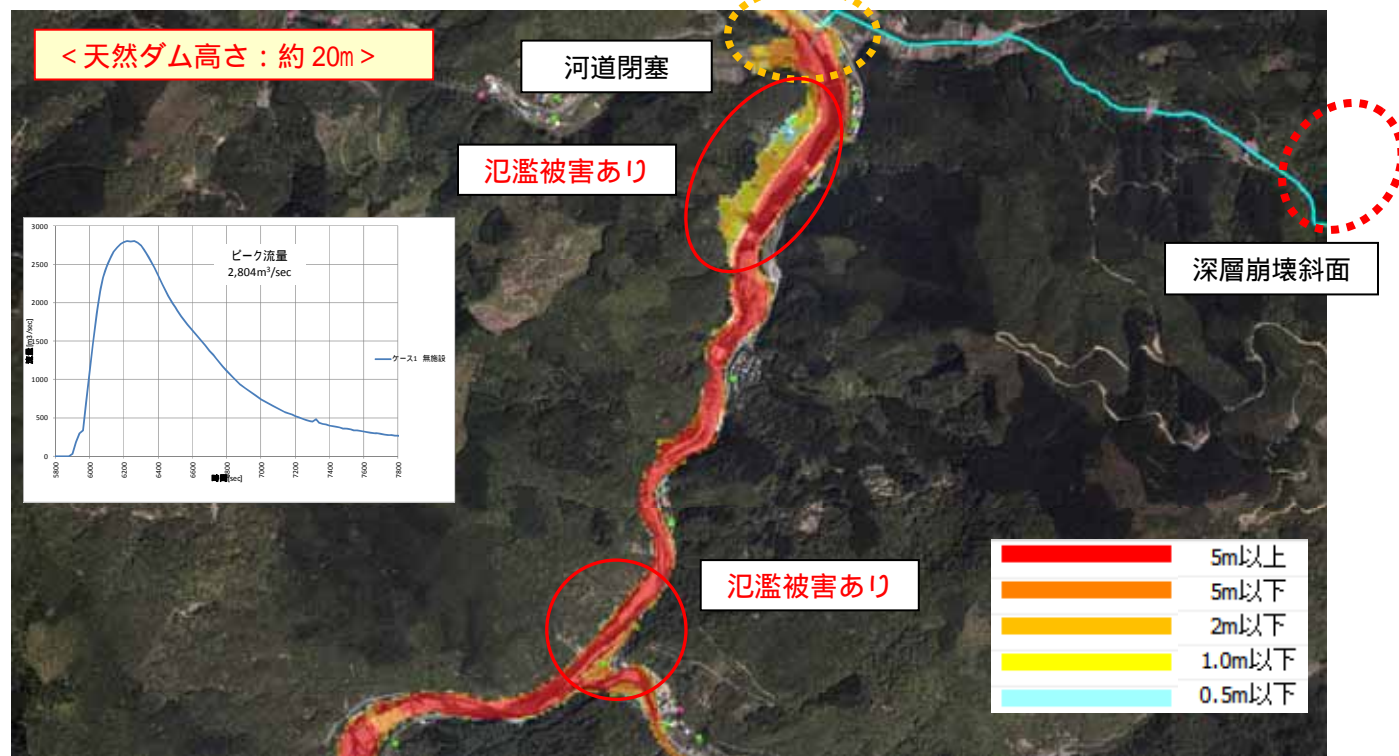 <天然ダム高さ:約20m>
河道閉塞
氾濫被害あり
深層崩壊斜面
3000
2500
2000
1500
1000
500
0
ピーク流量
2,804m³/sec
ケース1 無施設
流量[m3/sec]
5800
6000
6200
6400
6600
6800
7000
7200
7400
7600
7800
時間[sec]
氾濫被害あり
5m以上
5m以下
2m以下
1.0m以下
0.5m以下